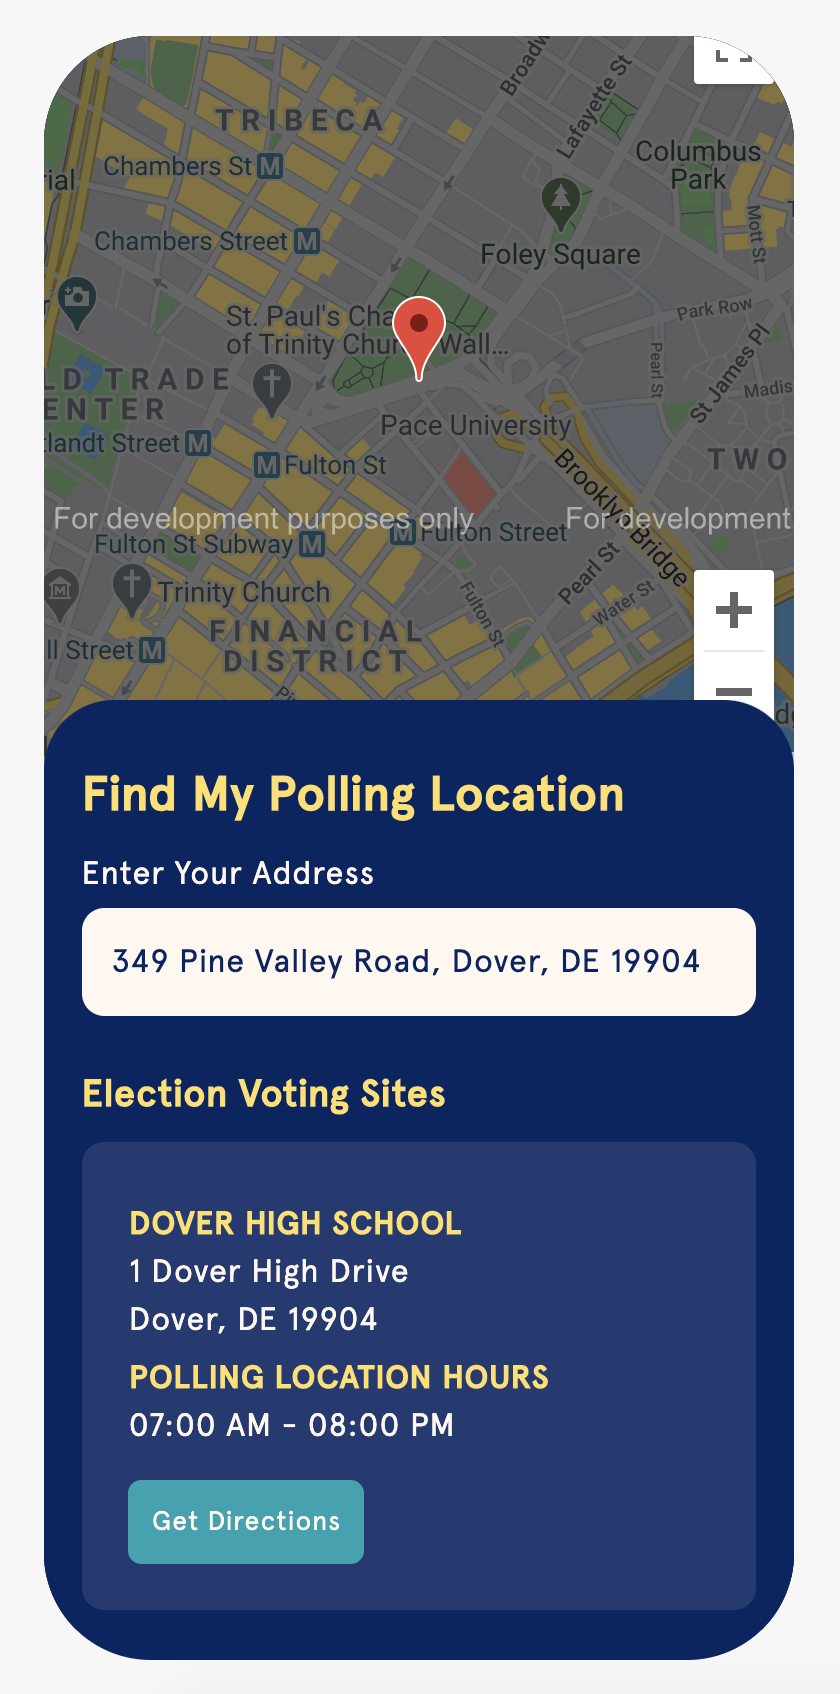 Broadw
Lafayette St
TRIBECA
Columbus
Park
Chambers St M
rial
Mott St
Chambers Street M
Foley Square
Park Row
St. Paul's Cha
of Trinity Chur Wall...
St James Pl
Pearl St
LD TRADE
ENTER
Madis
Pace University
tlandt Street M
TWO
M Fulton St
Brooklyn Bridge
For development purposes only
For development
M Fulton Street
Fulton St Subway M
Pearl St
Trinity Church
Fulton St
Water St
FINANCIAL
DISTRICT
ll Street M
Find My Polling Location
Enter Your Address
349 Pine Valley Road, Dover, DE 19904
Election Voting Sites
DOVER HIGH SCHOOL
1 Dover High Drive
Dover, DE 19904
POLLING LOCATION HOURS
07:00 AM - 08:00 PM
Get Directions